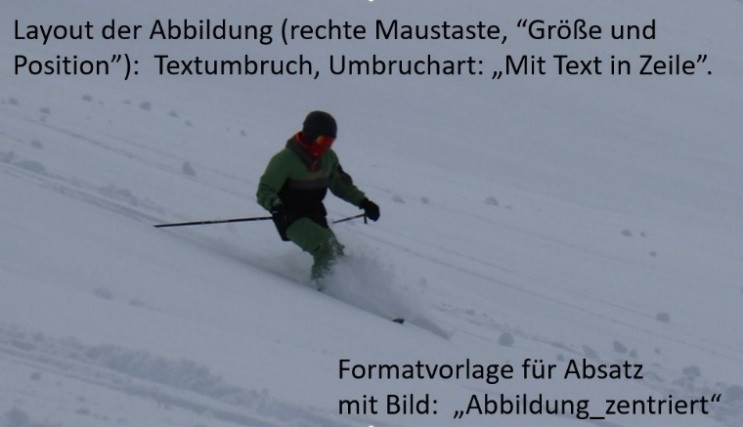 Layout der Abbildung (rechte Maustaste, “Größe und
Position”):  Textumbruch, Umbruchart: „Mit Text in Zeile”.
Formatvorlage für Absatz
mit Bild:  „Abbildung_zentriert“